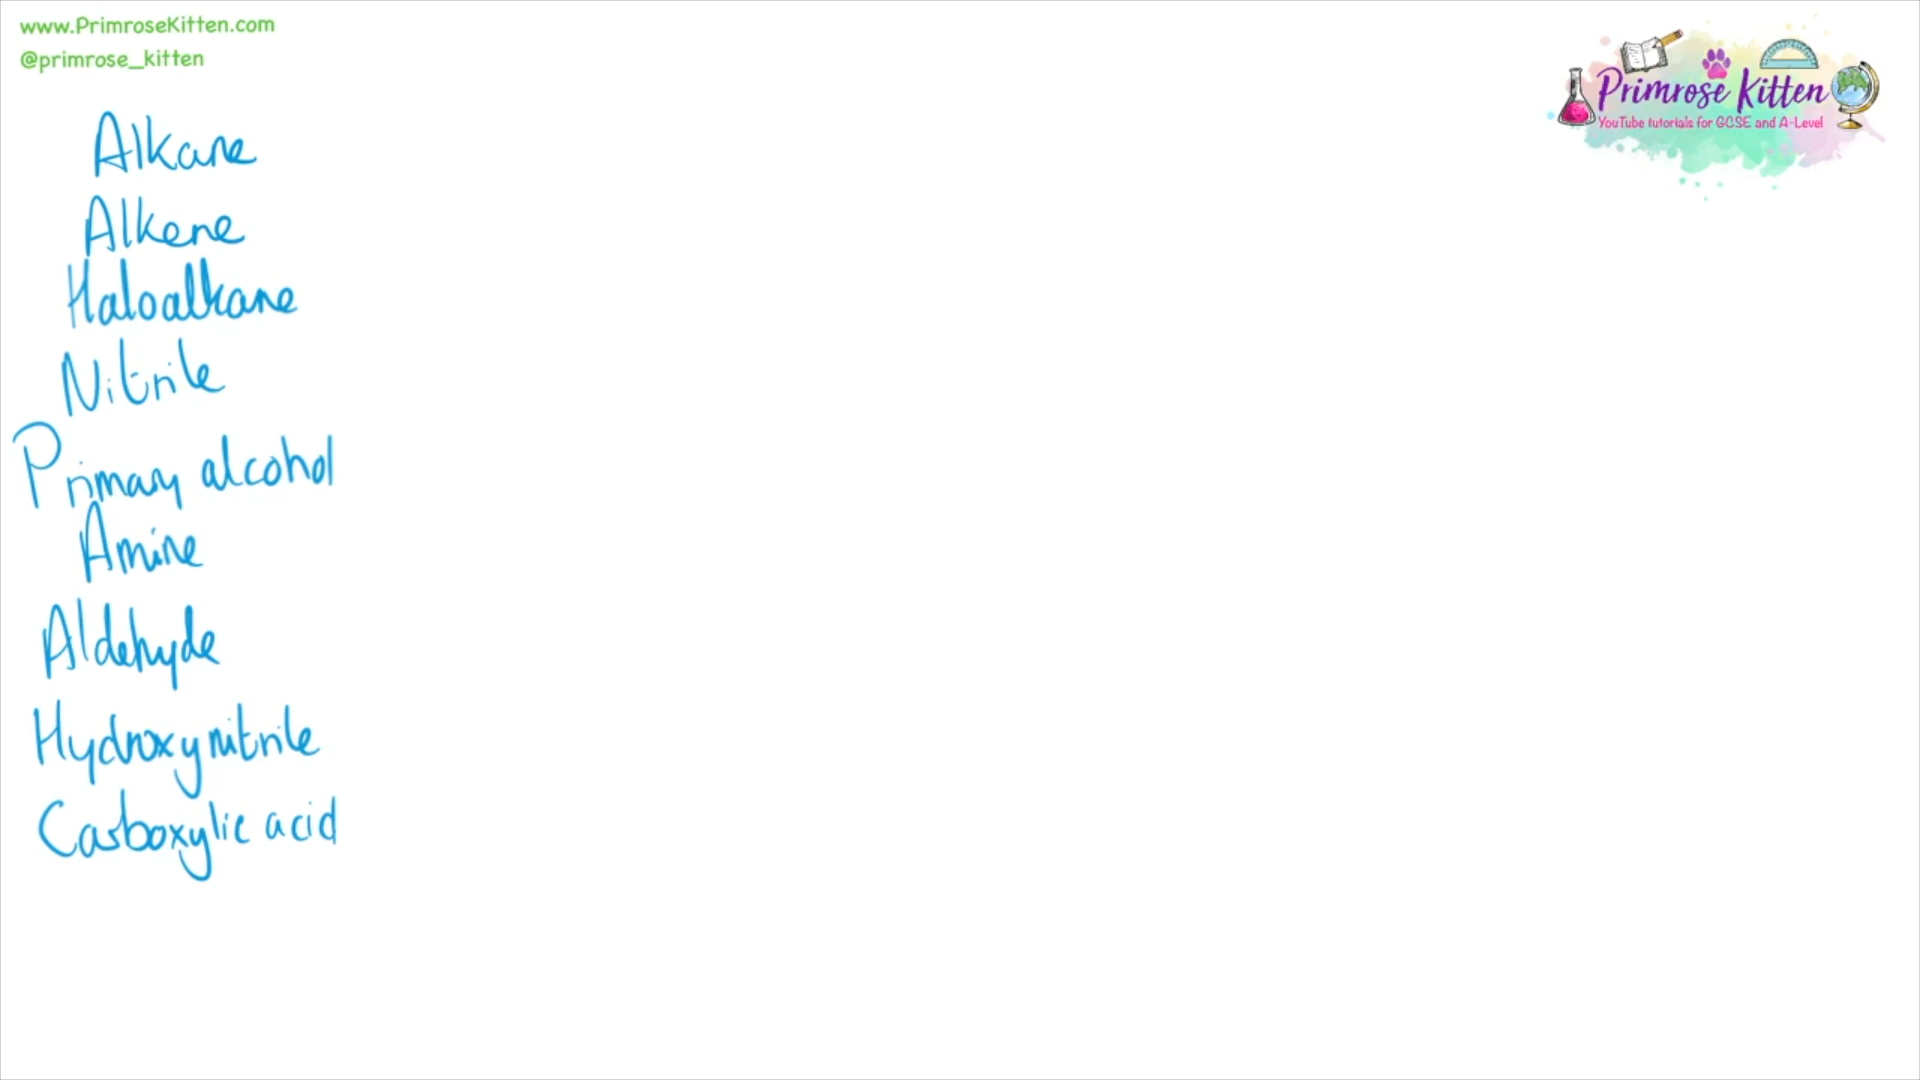 www.PrimroseKitten.com
@primrose_kitten
Primrose Kitten
YouTube tutorials for GCSE and A-Level
Alkane
Alkene
Haloalkane
Nitrile
Primary alcohol
Amine
Aldehyde
Hydroxynitrile
Carboxylic acid